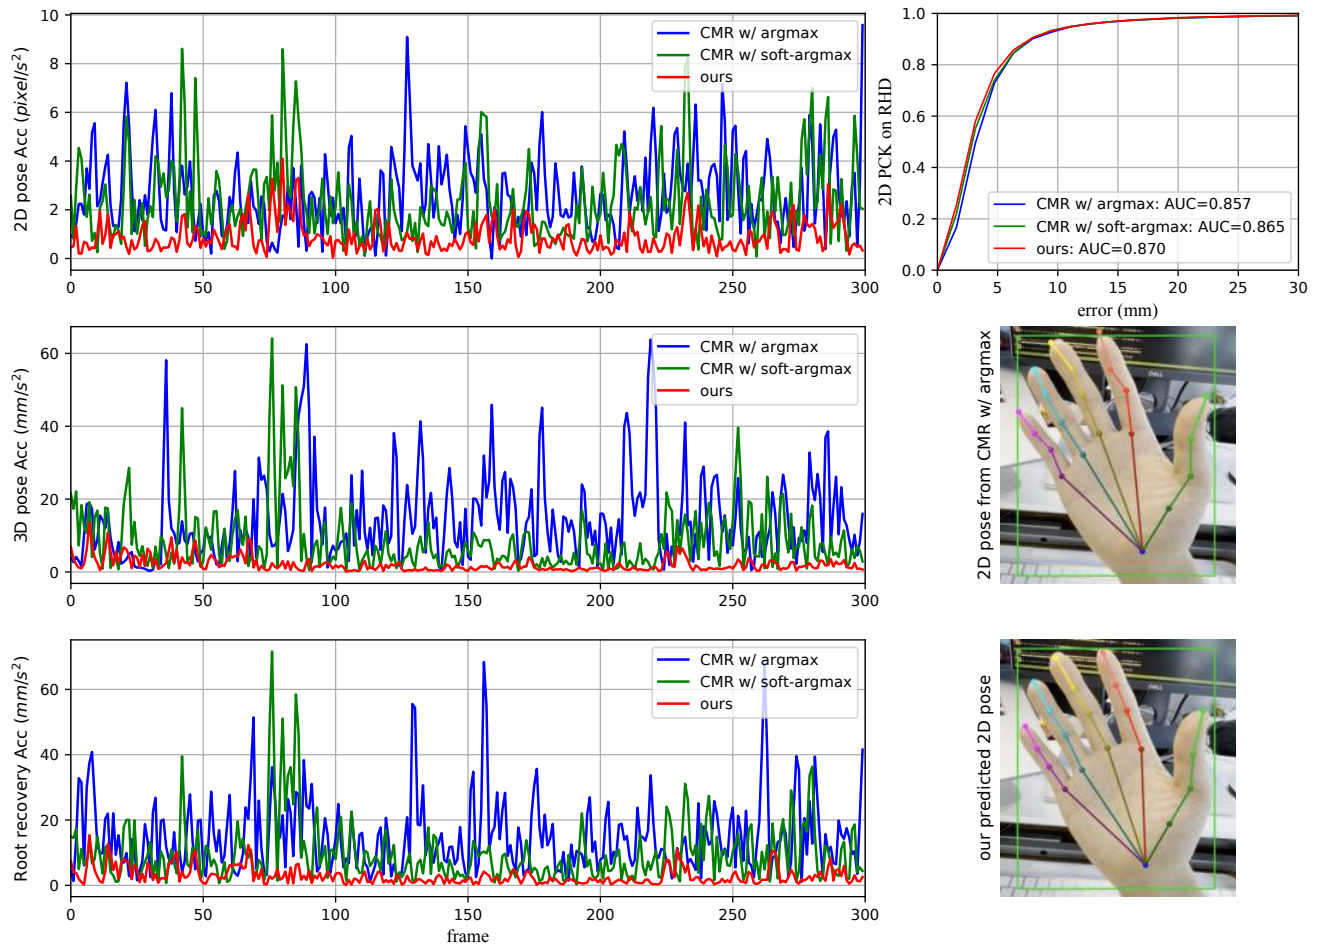 2D pose Acc (pixel/s²)
10
8
6
4
2
0
CMR w/ argmax
CMR w/ soft-argmax
ours
0 50 100 150 200 250 300
2D PCK on RHD
1.0
0.8
0.6
0.4
0.2
0.0
CMR w/ argmax: AUC=0.857
CMR w/ soft-argmax: AUC=0.865
ours: AUC=0.870
0 5 10 15 20 25 30
error (mm)
3D pose Acc (mm/s²)
60
40
20
0
CMR w/ argmax
CMR w/ soft-argmax
ours
0 50 100 150 200 250 300
2D pose from CMR w/ argmax
DELL
Root recovery Acc (mm/s²)
60
40
20
0
CMR w/ argmax
CMR w/ soft-argmax
ours
0 50 100 150 200 250 300
frame
our predicted 2D pose
DELL